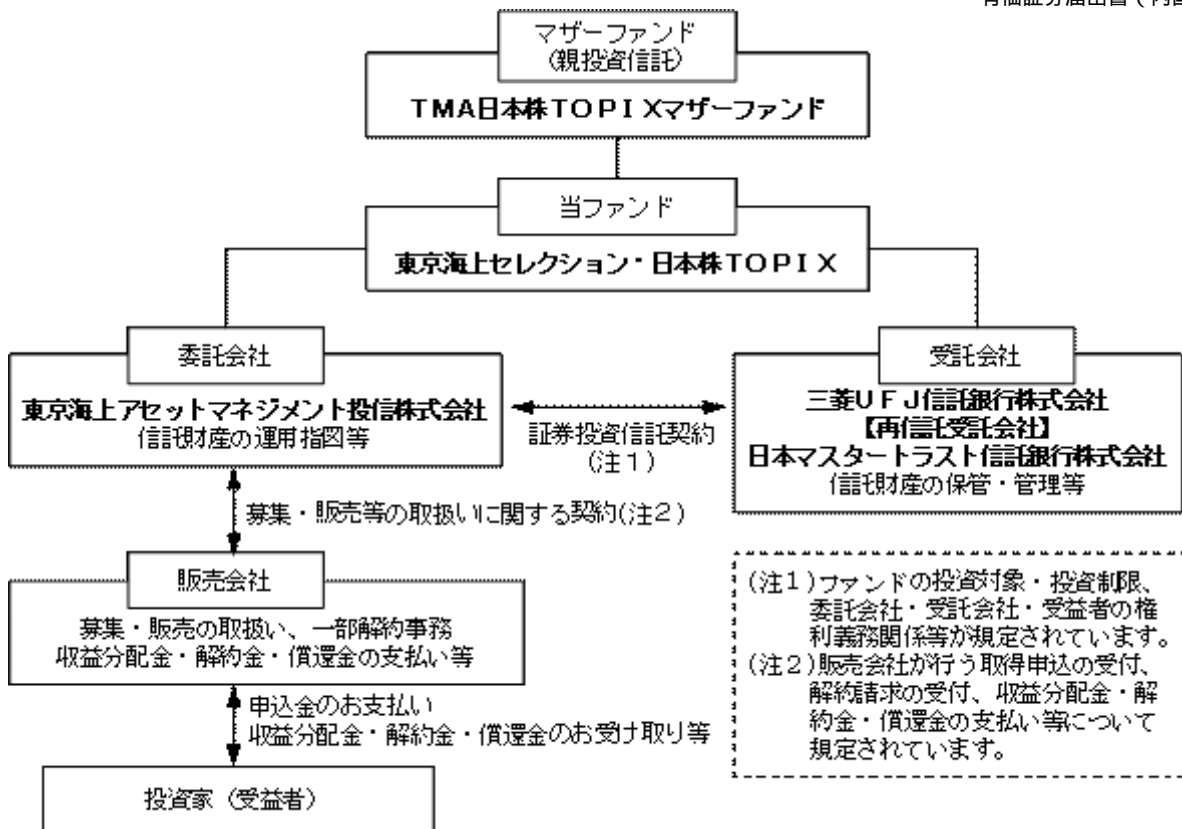 マザーファンド
(親投資信託)
TMA日本株TOPIXマザーファンド
当ファンド
東京海上セレクション・日本株TOPIX
委託会社
東京海上アセットマネジメント投信株式会社
信託財産の運用指図等
証券投資信託契約
(注1)
受託会社
三菱UFJ信託銀行株式会社
【再信託受託会社】
日本マスタートラスト信託銀行株式会社
信託財産の保管・管理等
募集・販売等の取扱いに関する契約(注2)
販売会社
募集・販売の取扱い、一部解約事務
収益分配金・解約金・償還金の支払い等
申込金のお支払い
収益分配金・解約金・償還金のお受け取り等
投資家(受益者)
(注1)ファンドの投資対象・投資制限、
委託会社・受託会社・受益者の権
利義務関係等が規定されています。
(注2)販売会社が行う取得申込の受付、
解約請求の受付、収益分配金・解
約金・償還金の支払い等について
規定されています。